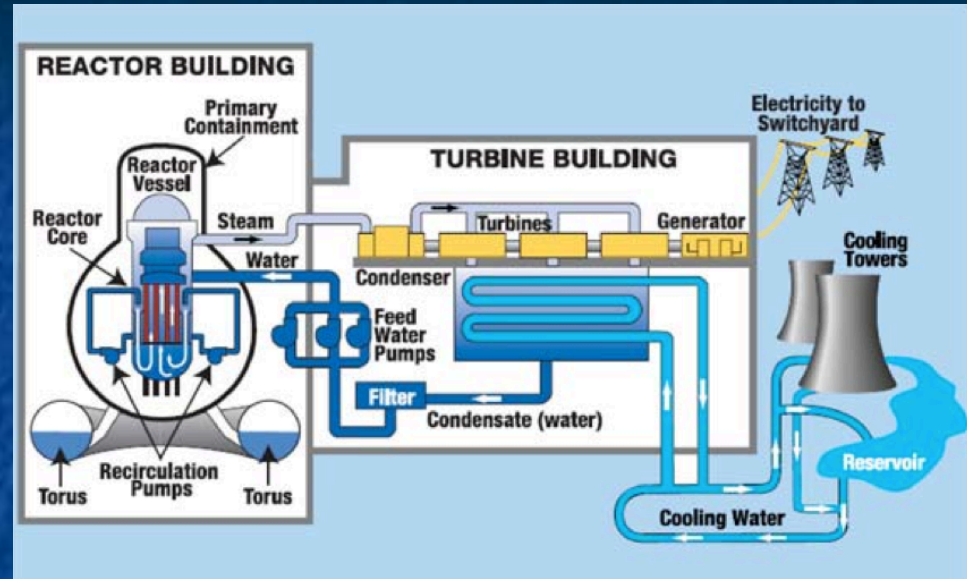 REACTOR BUILDING
Primary
Containment
Reactor
Vessel
Reactor
Core
Steam
Water
Torus
Recirculation
Pumps
Torus
TURBINE BUILDING
Turbines
Generator
Condenser
Feed
Water
Pumps
Filter
Condensate (water)
Electricity to
Switchyard
Cooling
Towers
Reservoir
Cooling Water